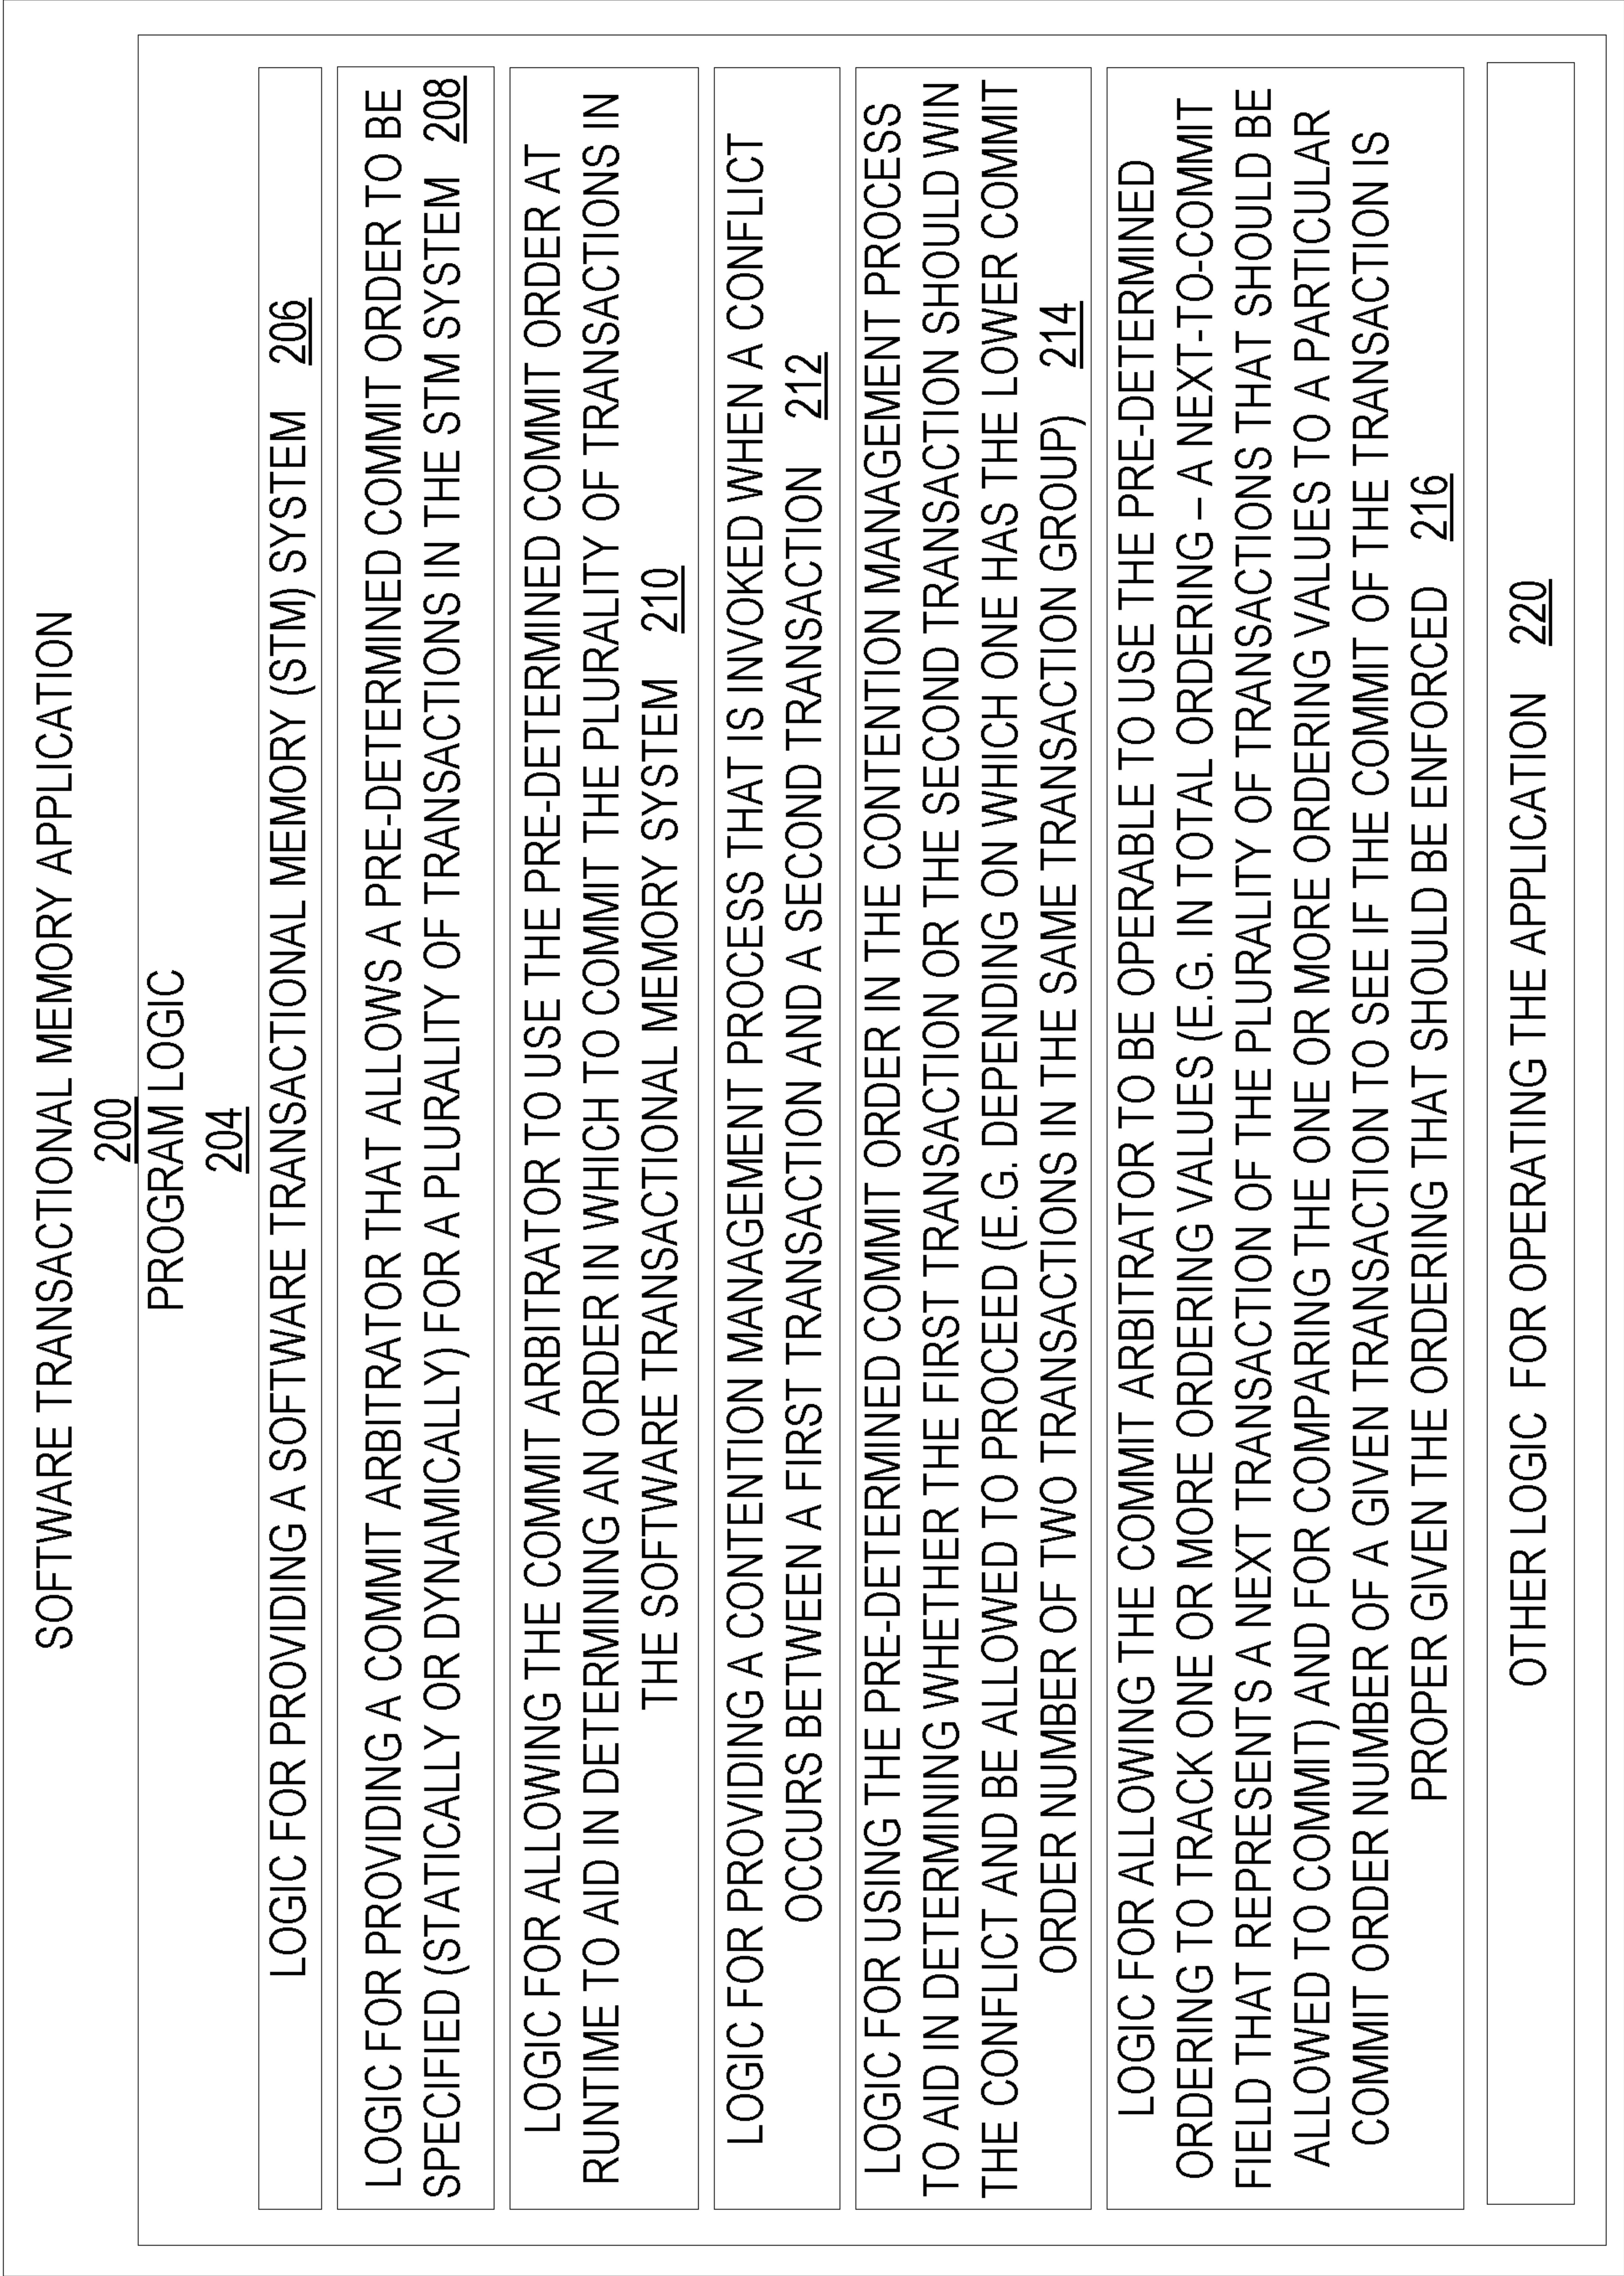 SOFTWARE TRANSACTIONAL MEMORY APPLICATION
200
PROGRAM LOGIC
204
LOGIC FOR PROVIDING A SOFTWARE TRANSACTIONAL MEMORY (STM) SYSTEM 206
LOGIC FOR PROVIDING A COMMIT ARBITRATOR THAT ALLOWS A PRE-DETERMINED COMMIT ORDER TO BE
SPECIFIED (STATICALLY OR DYNAMICALLY) FOR A PLURALITY OF TRANSACTIONS IN THE STM SYSTEM 208
LOGIC FOR ALLOWING THE COMMIT ARBITRATOR TO USE THE PRE-DETERMINED COMMIT ORDER AT
RUNTIME TO AID IN DETERMINING AN ORDER IN WHICH TO COMMIT THE PLURALITY OF TRANSACTIONS IN
THE SOFTWARE TRANSACTIONAL MEMORY SYSTEM 210
LOGIC FOR PROVIDING A CONTENTION MANAGEMENT PROCESS THAT IS INVOKED WHEN A CONFLICT
OCCURS BETWEEN A FIRST TRANSACTION AND A SECOND TRANSACTION 212
LOGIC FOR USING THE PRE-DETERMINED COMMIT ORDER IN THE CONTENTION MANAGEMENT PROCESS
TO AID IN DETERMINING WHETHER THE FIRST TRANSACTION OR THE SECOND TRANSACTION SHOULD WIN
THE CONFLICT AND BE ALLOWED TO PROCEED (E.G. DEPENDING ON WHICH ONE HAS THE LOWER COMMIT
ORDER NUMBER OF TWO TRANSACTIONS IN THE SAME TRANSACTION GROUP) 214
LOGIC FOR ALLOWING THE COMMIT ARBITRATOR TO BE OPERABLE TO USE THE PRE-DETERMINED
ORDERING TO TRACK ONE OR MORE ORDERING VALUES (E.G. IN TOTAL ORDERING – A NEXT-TO-COMMIT
FIELD THAT REPRESENTS A NEXT TRANSACTION OF THE PLURALITY OF TRANSACTIONS THAT SHOULD BE
ALLOWED TO COMMIT) AND FOR COMPARING THE ONE OR MORE ORDERING VALUES TO A PARTICULAR
COMMIT ORDER NUMBER OF A GIVEN TRANSACTION TO SEE IF THE COMMIT OF THE TRANSACTION IS
PROPER GIVEN THE ORDERING THAT SHOULD BE ENFORCED 216
OTHER LOGIC FOR OPERATING THE APPLICATION 220